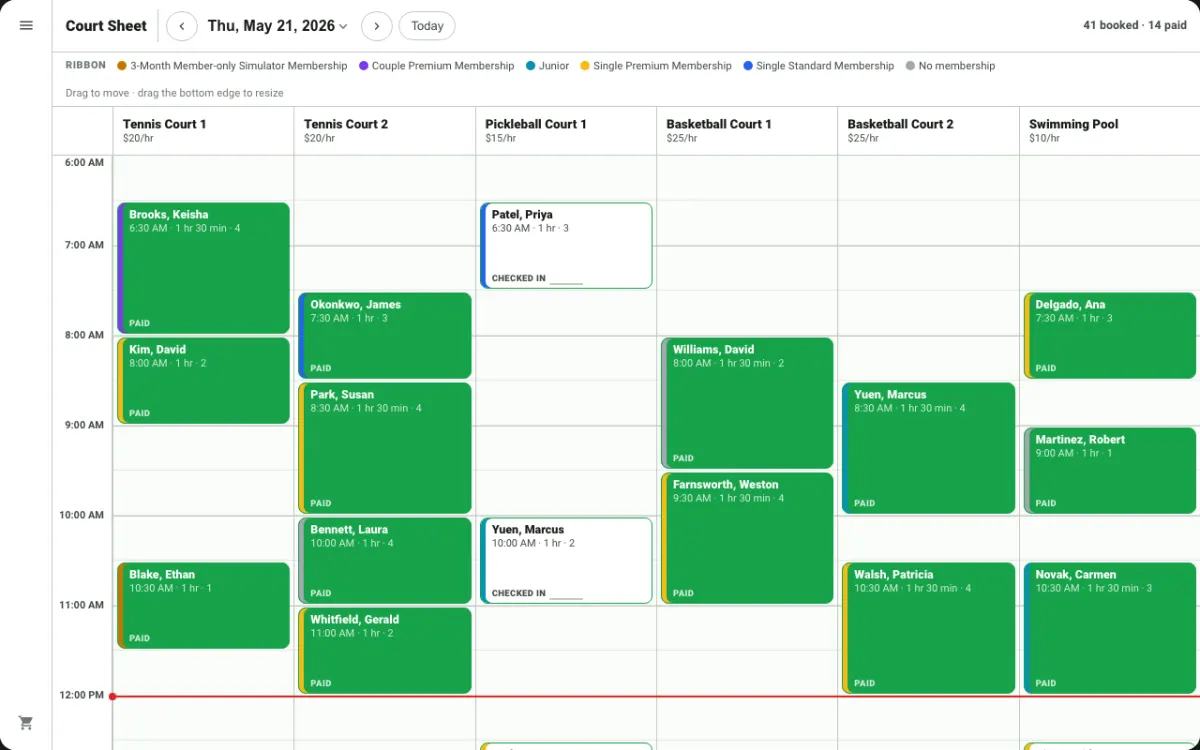 Court Sheet
Thu, May 21, 2026
Today
41 booked · 14 paid
RIBBON
3-Month Member-only Simulator Membership
Couple Premium Membership
Junior
Single Premium Membership
Single Standard Membership
No membership
Drag to move · drag the bottom edge to resize
Tennis Court 1
$20/hr
Tennis Court 2
$20/hr
Pickleball Court 1
$15/hr
Basketball Court 1
$25/hr
Basketball Court 2
$25/hr
Swimming Pool
$10/hr
6:00 AM
7:00 AM
8:00 AM
9:00 AM
10:00 AM
11:00 AM
12:00 PM
Brooks, Keisha
6:30 AM · 1 hr 30 min · 4
PAID
Kim, David
8:00 AM · 1 hr · 2
PAID
Blake, Ethan
10:30 AM · 1 hr · 1
PAID
Okonkwo, James
7:30 AM · 1 hr · 3
PAID
Park, Susan
8:30 AM · 1 hr 30 min · 4
PAID
Bennett, Laura
10:00 AM · 1 hr · 4
PAID
Whitfield, Gerald
11:00 AM · 1 hr · 2
PAID
Patel, Priya
6:30 AM · 1 hr · 3
CHECKED IN ______
Yuen, Marcus
10:00 AM · 1 hr · 2
CHECKED IN ______
Williams, David
8:00 AM · 1 hr 30 min · 2
PAID
Farnsworth, Weston
9:30 AM · 1 hr 30 min · 4
PAID
Yuen, Marcus
8:30 AM · 1 hr 30 min · 4
PAID
Walsh, Patricia
10:30 AM · 1 hr 30 min · 4
PAID
Delgado, Ana
7:30 AM · 1 hr · 3
PAID
Martinez, Robert
9:00 AM · 1 hr · 1
PAID
Novak, Carmen
10:30 AM · 1 hr 30 min · 3
PAID